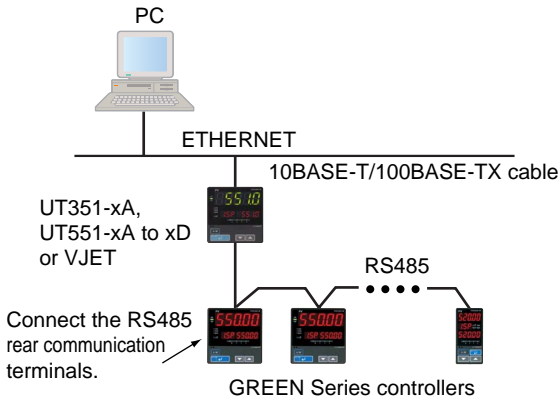 PC
ETHERNET
10BASE-T/100BASE-TX cable
UT351-xA,
UT551-xA to xD
or VJET
RS485
Connect the RS485
rear communication
terminals.
GREEN Series controllers